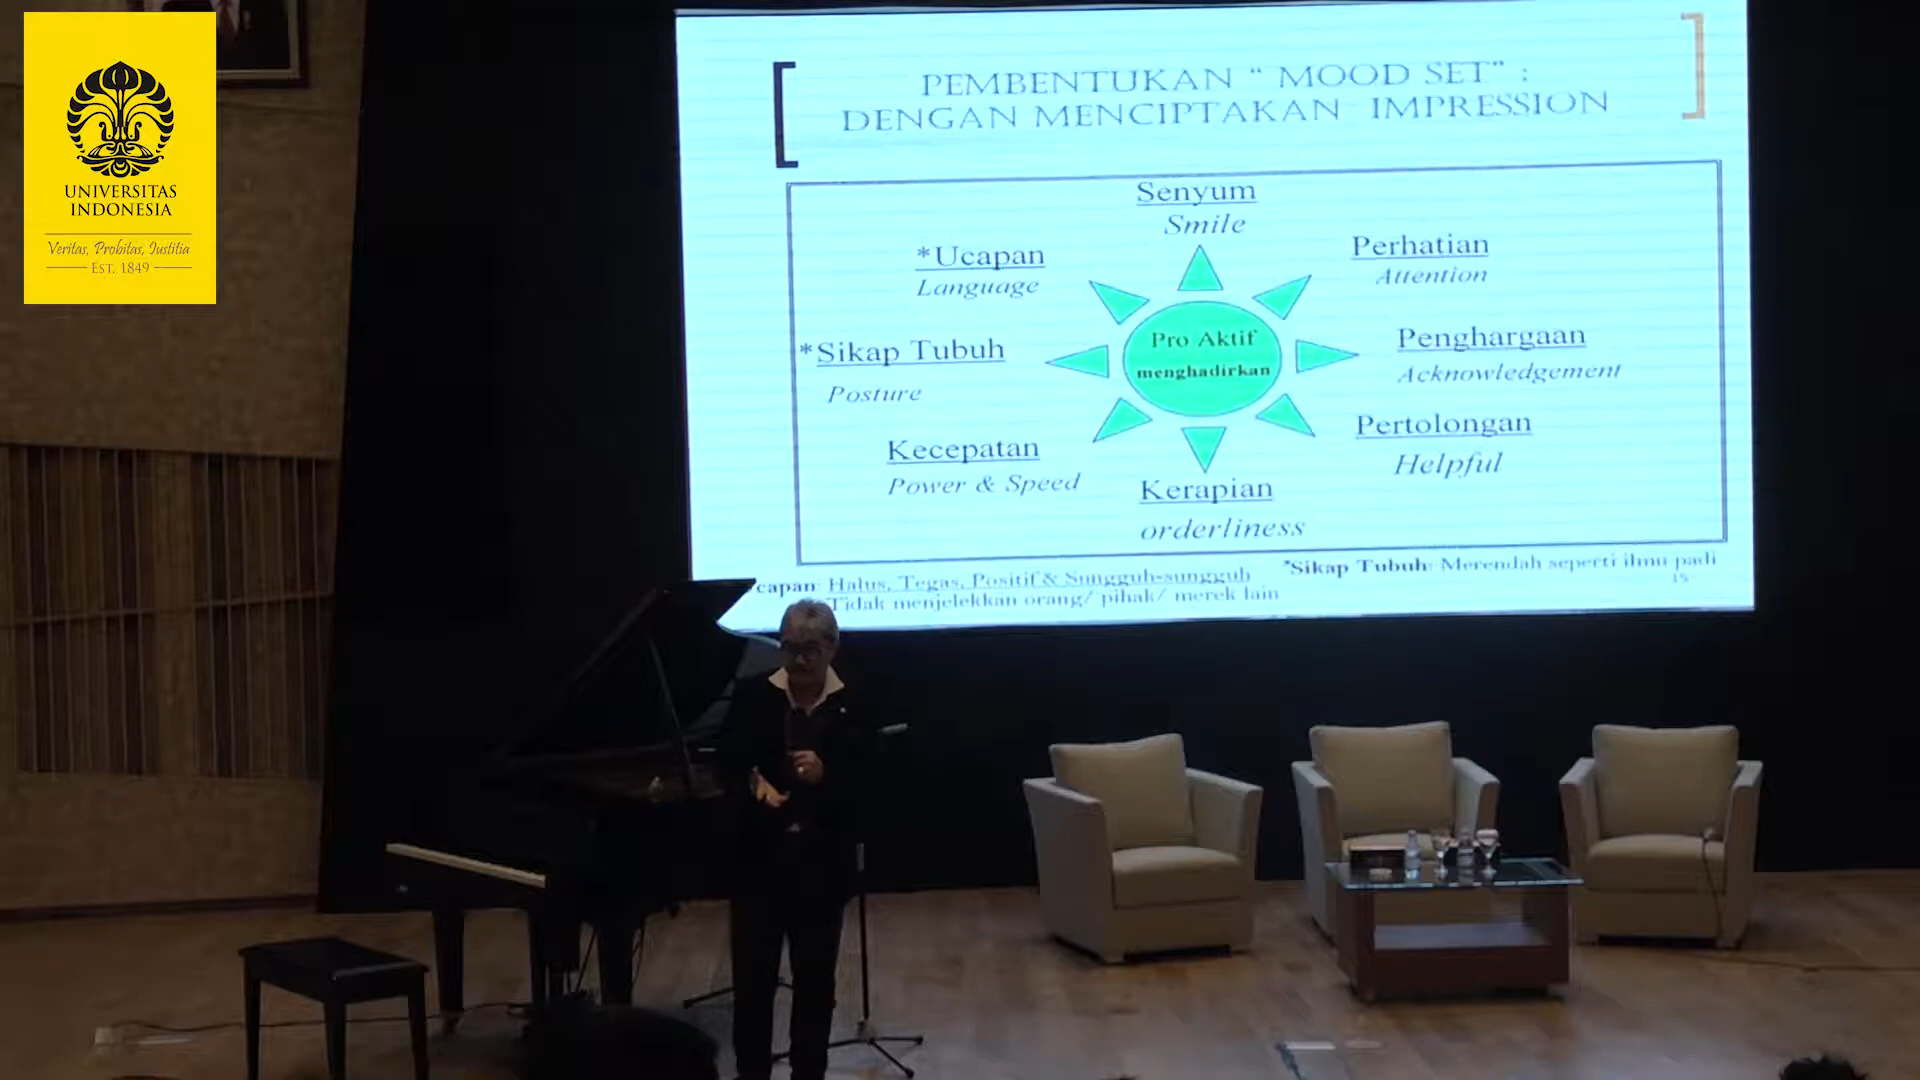 UNIVERSITAS
INDONESIA
Veritas, Probitas, Iustitia
EST. 1849
PEMBENTUKAN “ MOOD SET” :
DENGAN MENCIPTAKAN IMPRESSION
Senyum
Smile
*Ucapan
Language
Perhatian
Attention
*Sikap Tubuh
Posture
Pro Aktif
menghadirkan
Penghargaan
Acknowledgement
Kecepatan
Power & Speed
Pertolongan
Helpful
Kerapian
orderliness
capan: Halus, Tegas, Positif & Sungguh-sungguh
Tidak menjelekkan orang/ pihak/ merek lain
*Sikap Tubuh: Merendah seperti ilmu padi
15